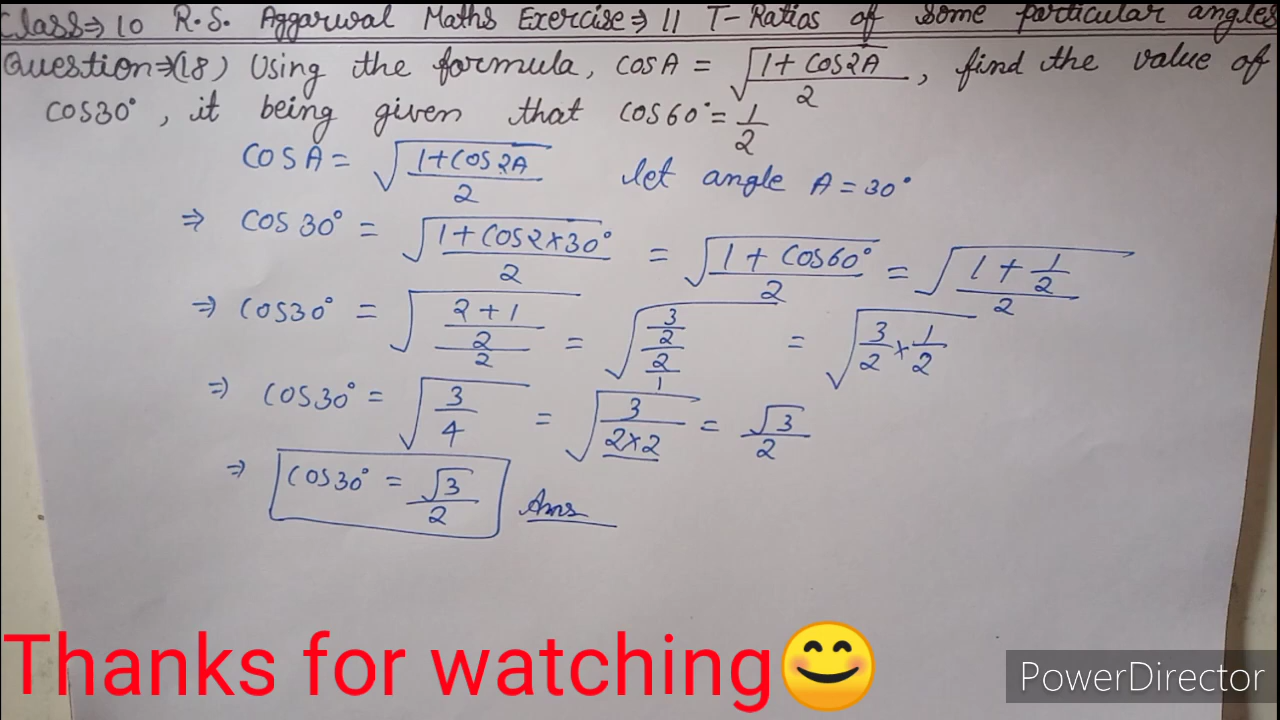 Class⇒ 10 R.S. Aggarwal Maths Exercise⇒ 11 T-Ratios of some particular angles
Question⇒(18) Using the formula, cosA = √((1+cos2A)/2), find the value of
cos30°, it being given that cos60° = 1/2
cosA = √((1+cos2A)/2) let angle A = 30°
⇒ cos30° = √((1+cos2×30°)/2) = √((1+cos60°)/2) = √((1+1/2)/2)
⇒ cos30° = √(((2+1)/2)/2) = √((3/2)/(2/1)) = √(3/2×1/2)
⇒ cos30° = √(3/4) = √(3/(2×2)) = √3/2
⇒ cos30° = √3/2 Ans
Thanks for watching😊
PowerDirector